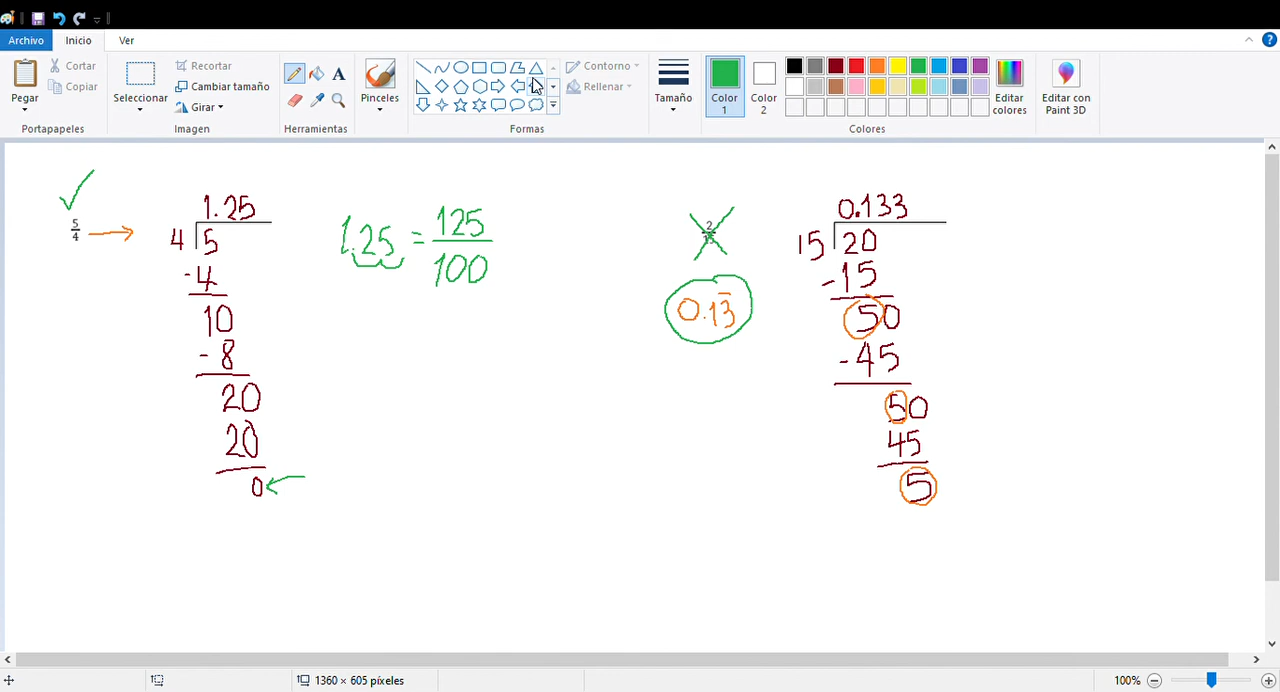 Archivo Inicio Ver
Pegar
Cortar
Copiar
Portapapeles
Seleccionar
Recortar
Cambiar tamaño
Girar
Imagen
A
Herramientas
Pinceles
Contorno
Rellenar
Formas
Tamaño
Color 1
Color 2
Editar colores
Editar con Paint 3D
Colores
5/4
1.25
4 5
-4
10
-8
20
20
0
1.25 = 125/100
2/15
0.13̅
0.133
15 20
-15
50
-45
50
45
5
1360 × 605 píxeles
100%